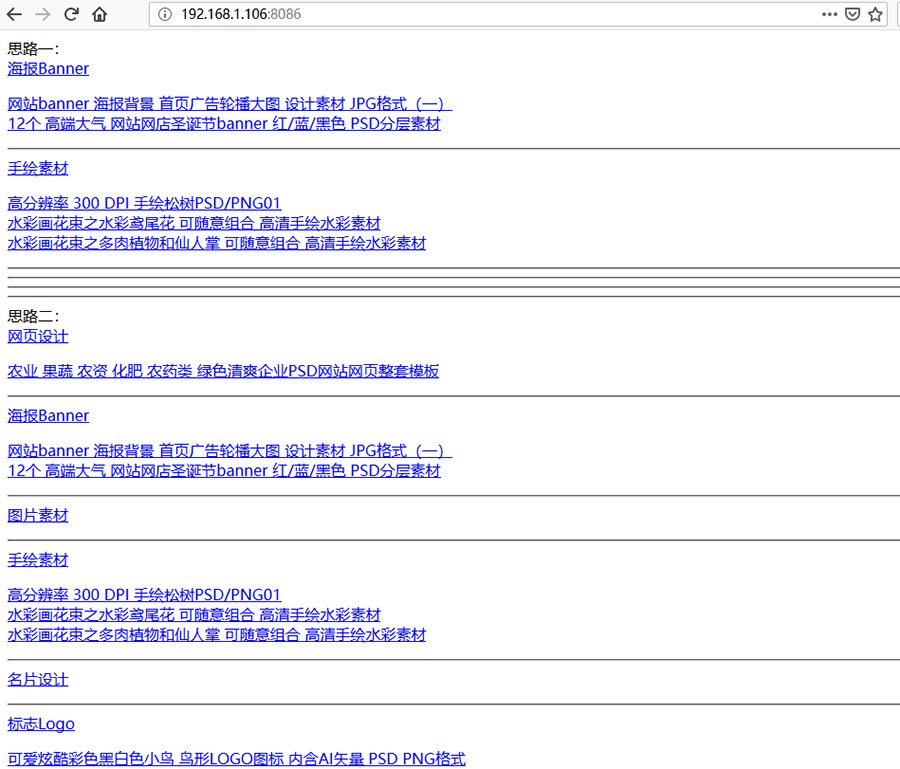 192.168.1.106:8086
思路一:
海报Banner
网站banner 海报背景 首页广告轮播大图 设计素材 JPG格式（一）
12个 高端大气 网站网店圣诞节banner 红/蓝/黑色 PSD分层素材
手绘素材
高分辨率 300 DPI 手绘松树PSD/PNG01
水彩画花束之水彩鸢尾花 可随意组合 高清手绘水彩素材
水彩画花束之多肉植物和仙人掌 可随意组合 高清手绘水彩素材
思路二:
网页设计
农业 果蔬 农资 化肥 农药类 绿色清爽企业PSD网站网页整套模板
海报Banner
网站banner 海报背景 首页广告轮播大图 设计素材 JPG格式（一）
12个 高端大气 网站网店圣诞节banner 红/蓝/黑色 PSD分层素材
图片素材
手绘素材
高分辨率 300 DPI 手绘松树PSD/PNG01
水彩画花束之水彩鸢尾花 可随意组合 高清手绘水彩素材
水彩画花束之多肉植物和仙人掌 可随意组合 高清手绘水彩素材
名片设计
标志Logo
可爱炫酷彩色黑白色小鸟 鸟形LOGO图标 内含AI矢量 PSD PNG格式